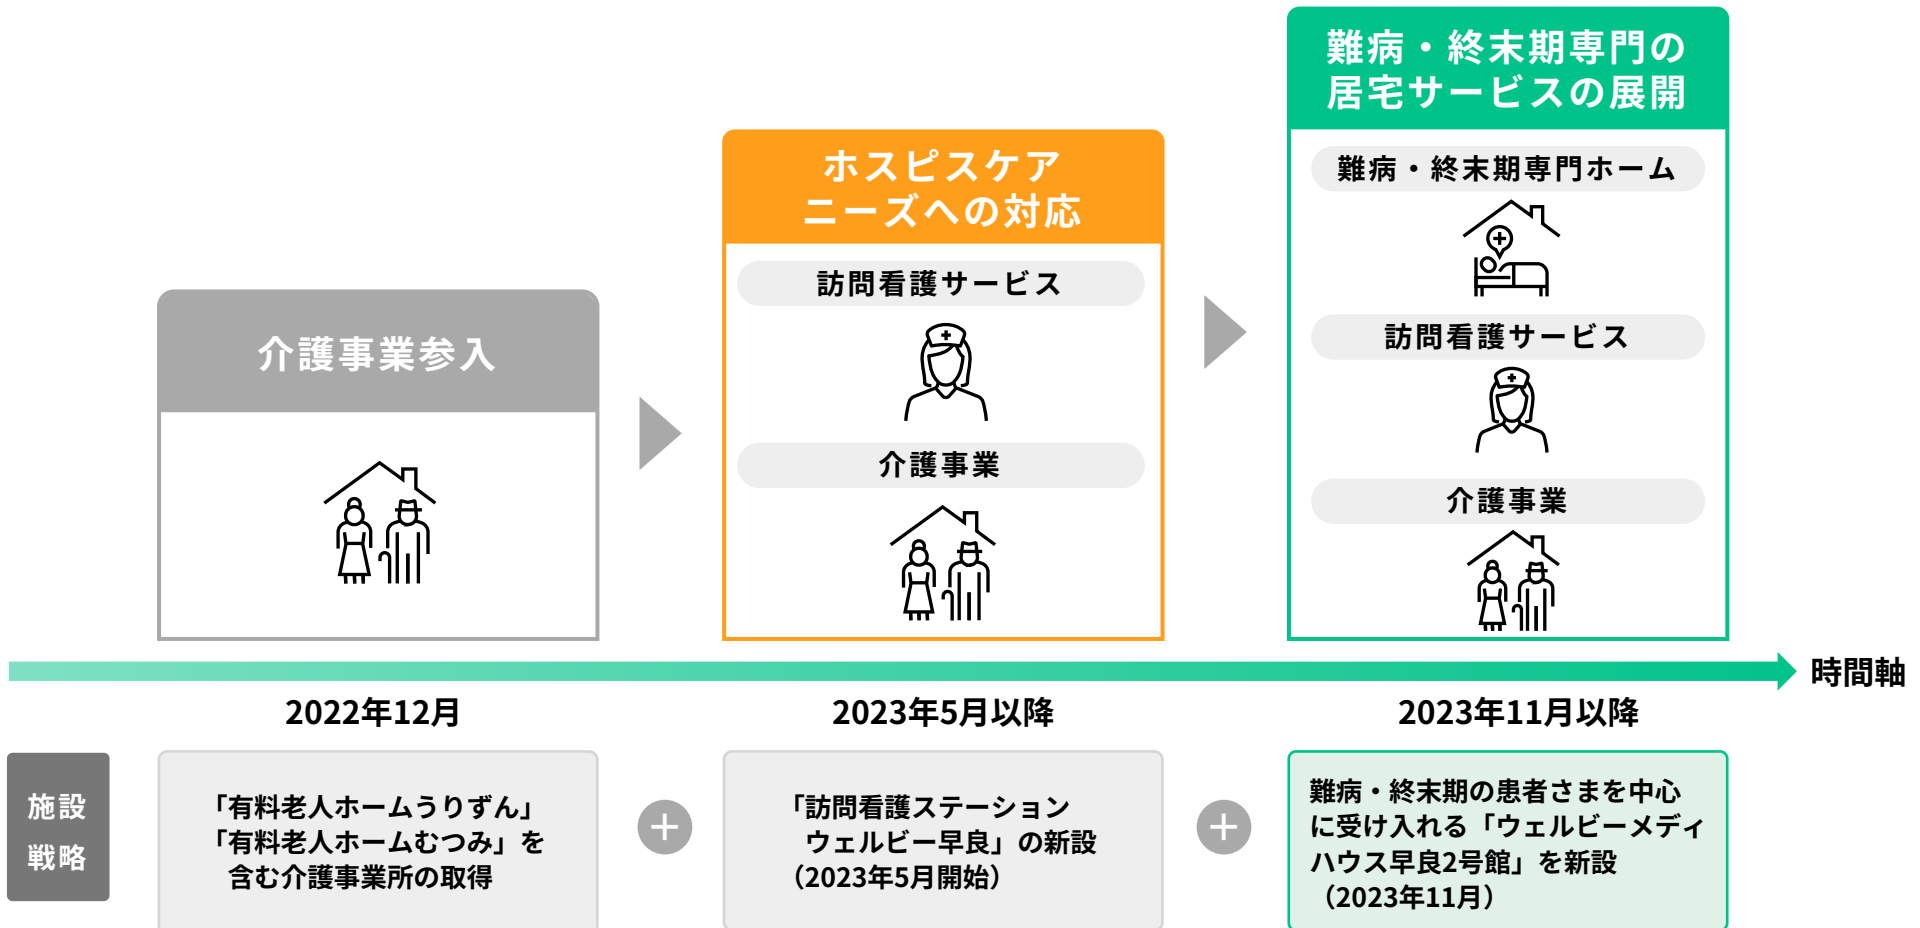 介護事業参入
ホスピスケア
ニーズへの対応
訪問看護サービス
介護事業
難病・終末期専門の
居宅サービスの展開
難病・終末期専門ホーム
訪問看護サービス
介護事業
時間軸
2022年12月
2023年5月以降
2023年11月以降
施設
戦略
「有料老人ホームうりずん」
「有料老人ホームむつみ」を
含む介護事業所の取得
+
「訪問看護ステーション
ウェルビー早良」の新設
（2023年5月開始）
+
難病・終末期の患者さまを中心
に受け入れる「ウェルビーメディ
ハウス早良2号館」を新設
（2023年11月）